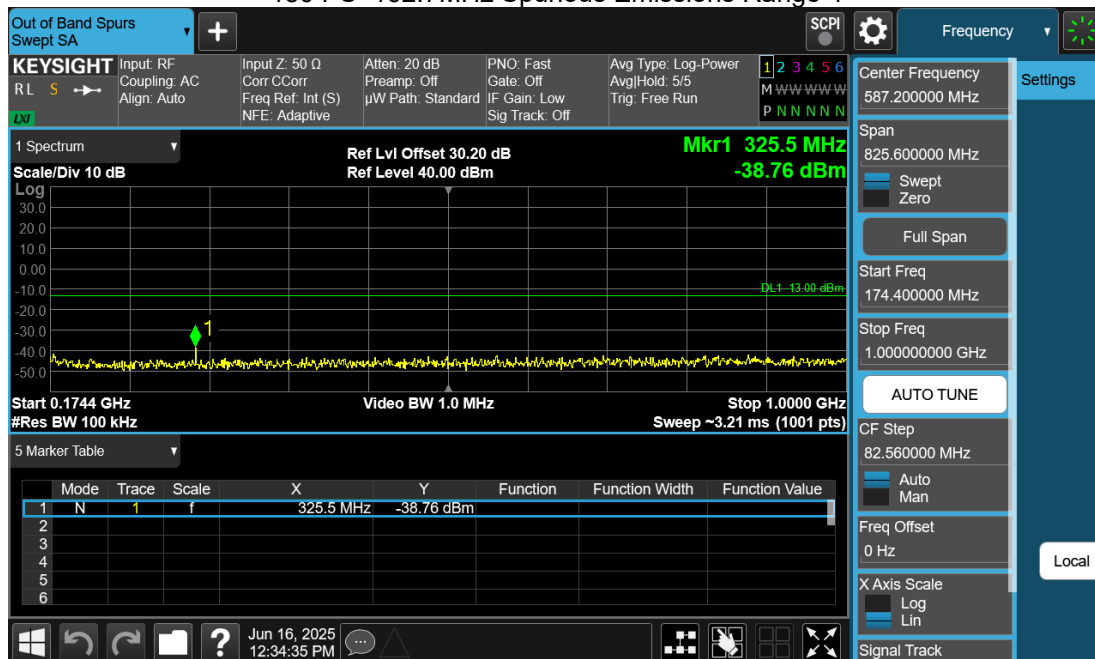 Out of Band Spurs
Swept SA
SCPI
Frequency
KEYSIGHT
RL S
LXI
Input: RF
Coupling: AC
Align: Auto
Input Z: 50 Ω
Corr CCorr
Freq Ref: Int (S)
NFE: Adaptive
Atten: 20 dB
Preamp: Off
µW Path: Standard
PNO: Fast
Gate: Off
IF Gain: Low
Sig Track: Off
Avg Type: Log-Power
Avg|Hold: 5/5
Trig: Free Run
1 2 3 4 5 6
M W W W W W W
P N N N N N
1 Spectrum
Scale/Div 10 dB
Ref Lvl Offset 30.20 dB
Ref Level 40.00 dBm
Mkr1 325.5 MHz
-38.76 dBm
Log
30.0
20.0
10.0
0.00
-10.0
-20.0
-30.0
-40.0
-50.0
DL1 -13.00 dBm
1
Start 0.1744 GHz
#Res BW 100 kHz
Video BW 1.0 MHz
Stop 1.0000 GHz
Sweep ~3.21 ms (1001 pts)
5 Marker Table
Mode Trace Scale X Y Function Function Width Function Value
1 N 1 f 325.5 MHz -38.76 dBm
2
3
4
5
6
Jun 16, 2025
12:34:35 PM
Center Frequency
587.200000 MHz
Settings
Span
825.600000 MHz
Swept
Zero
Full Span
Start Freq
174.400000 MHz
Stop Freq
1.000000000 GHz
AUTO TUNE
CF Step
82.560000 MHz
Auto
Man
Freq Offset
0 Hz
Local
X Axis Scale
Log
Lin
Signal Track